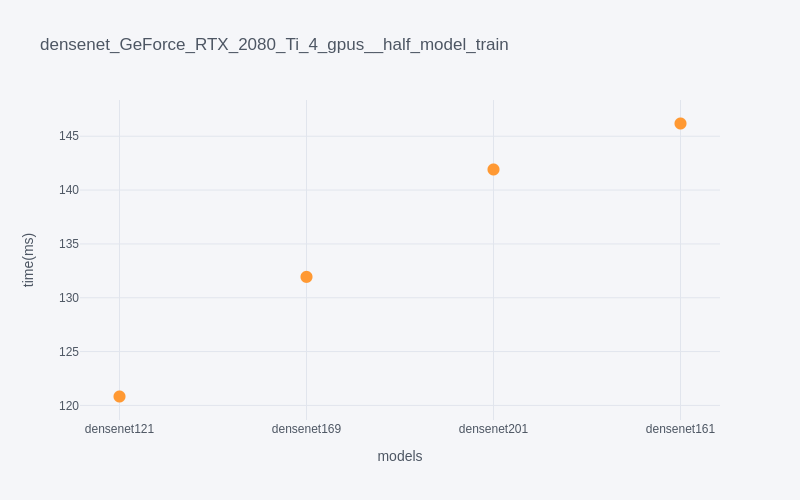 densenet_GeForce_RTX_2080_Ti_4_gpus__half_model_train
145
140
135
130
125
120
time(ms)
densenet121
densenet169
densenet201
densenet161
models